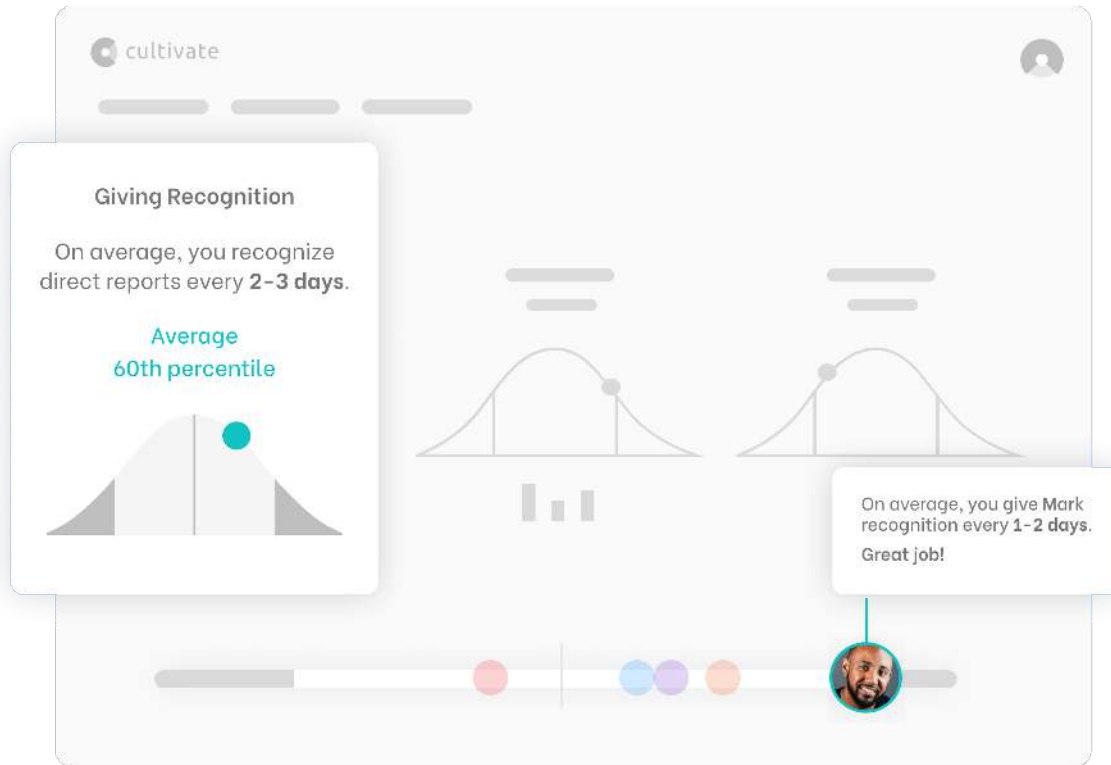 cultivate
Giving Recognition
On average, you recognize
direct reports every 2-3 days.
Average
60th percentile
On average, you give Mark
recognition every 1-2 days.
Great job!